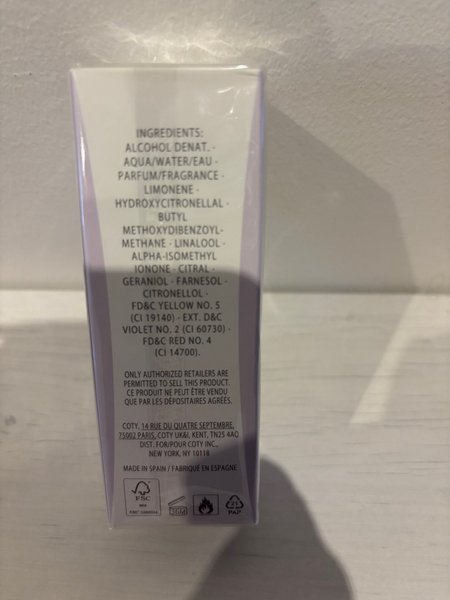 INGREDIENTS:
ALCOHOL DENAT. ·
AQUA/WATER/EAU ·
PARFUM/FRAGRANCE ·
LIMONENE ·
HYDROXYCITRONELLAL ·
BUTYL
METHOXYDIBENZOYL-
METHANE · LINALOOL ·
ALPHA-ISOMETHYL
IONONE · CITRAL ·
GERANIOL · FARNESOL ·
CITRONELLOL ·
FD&C YELLOW NO. 5
(CI 19140) · EXT. D&C
VIOLET NO. 2 (CI 60730) ·
FD&C RED NO. 4
(CI 14700).
ONLY AUTHORIZED RETAILERS ARE
PERMITTED TO SELL THIS PRODUCT.
CE PRODUIT NE PEUT ÊTRE VENDU
QUE PAR LES DÉPOSITAIRES AGRÉÉS.
COTY, 14 RUE DU QUATRE SEPTEMBRE,
75002 PARIS, COTY UK&I, KENT, TN25 4AQ
DIST. FOR/POUR COTY INC.,
NEW YORK, NY 10118
MADE IN SPAIN / FABRIQUÉ EN ESPAGNE
FSC
MIX
21
PAP